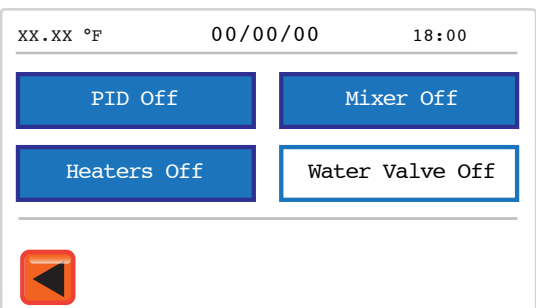 xx.xx °F 00/00/00 18:00
PID Off Mixer Off
Heaters Off Water Valve Off